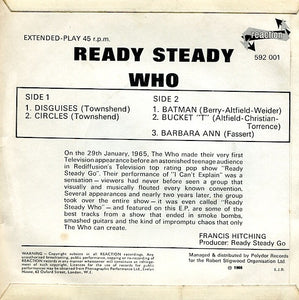 EXTENDED-PLAY 45 r.p.m.
reaction
592 001
READY STEADY
WHO
SIDE 1
1. DISGUISES (Townshend)
2. CIRCLES (Townshend)
SIDE 2
1. BATMAN (Berry-Altfield-Weider)
2. BUCKET "T" (Altfield-Christian-
Torrence)
3. BARBARA ANN (Fassert)
On the 29th January, 1965, The Who made their very first
Television appearance before an astonished teenage audience
in Rediffusion's Television top rating pop show "Ready
Steady Go". Their performance of "I Can't Explain" was a
sensation – viewers had never before seen a group that
visually and musically flouted every known convention.
Several appearances and nearly two years later, the group
took over the entire show – it was even called "Ready
Steady Who" – and featured on this E.P. are some of the
best tracks from a show that ended in smoke bombs,
smashed guitars and the kind of impromptu chaos that only
The Who can create.
FRANCIS HITCHING
Producer: Ready Steady Go
Managed & distributed by Polydor Records
for the Robert Stigwood Organisation Ltd
℗ 1966